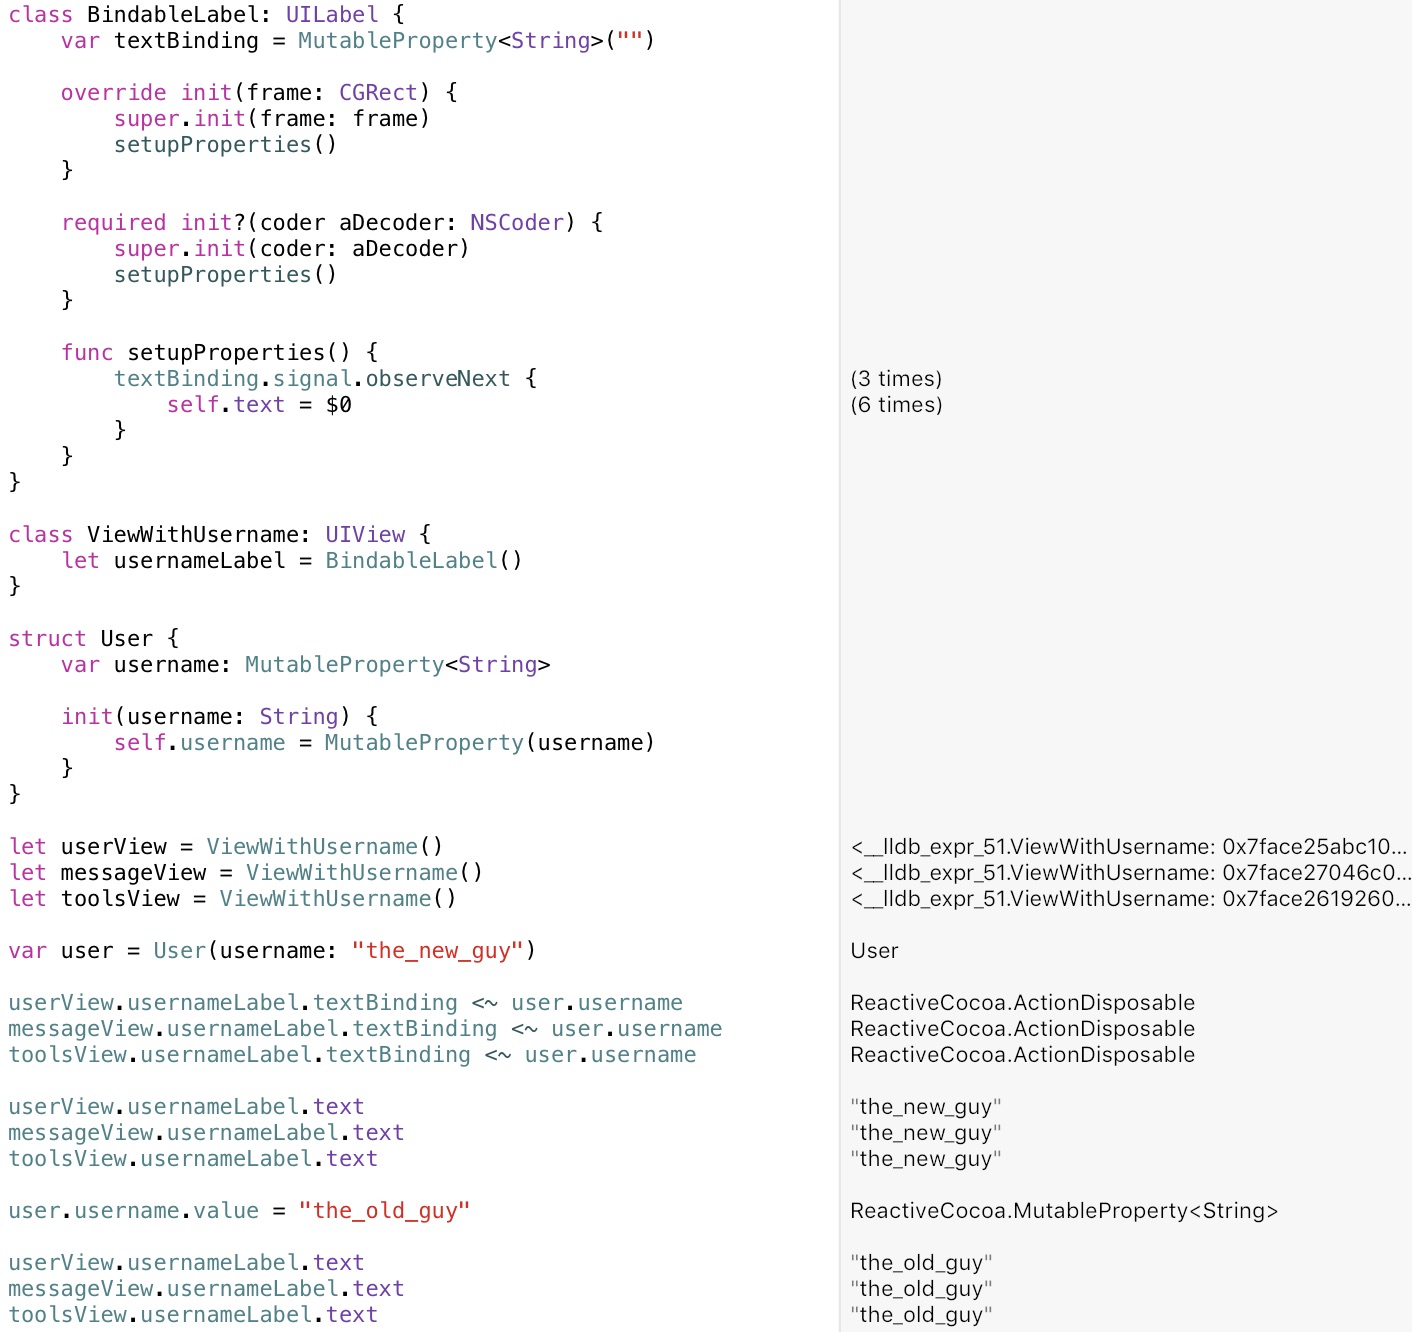 class BindableLabel: UILabel {
    var textBinding = MutableProperty<String>("")

    override init(frame: CGRect) {
        super.init(frame: frame)
        setupProperties()
    }

    required init?(coder aDecoder: NSCoder) {
        super.init(coder: aDecoder)
        setupProperties()
    }

    func setupProperties() {
        textBinding.signal.observeNext { (3 times)
            self.text = $0 (6 times)
        }
    }
}

class ViewWithUsername: UIView {
    let usernameLabel = BindableLabel()
}

struct User {
    var username: MutableProperty<String>

    init(username: String) {
        self.username = MutableProperty(username)
    }
}

let userView = ViewWithUsername() <__lldb_expr_51.ViewWithUsername: 0x7face25abc10...
let messageView = ViewWithUsername() <__lldb_expr_51.ViewWithUsername: 0x7face27046c0...
let toolsView = ViewWithUsername() <__lldb_expr_51.ViewWithUsername: 0x7face2619260...

var user = User(username: "the_new_guy") User

userView.usernameLabel.textBinding <~ user.username ReactiveCocoa.ActionDisposable
messageView.usernameLabel.textBinding <~ user.username ReactiveCocoa.ActionDisposable
toolsView.usernameLabel.textBinding <~ user.username ReactiveCocoa.ActionDisposable

userView.usernameLabel.text "the_new_guy"
messageView.usernameLabel.text "the_new_guy"
toolsView.usernameLabel.text "the_new_guy"

user.username.value = "the_old_guy" ReactiveCocoa.MutableProperty<String>

userView.usernameLabel.text "the_old_guy"
messageView.usernameLabel.text "the_old_guy"
toolsView.usernameLabel.text "the_old_guy"